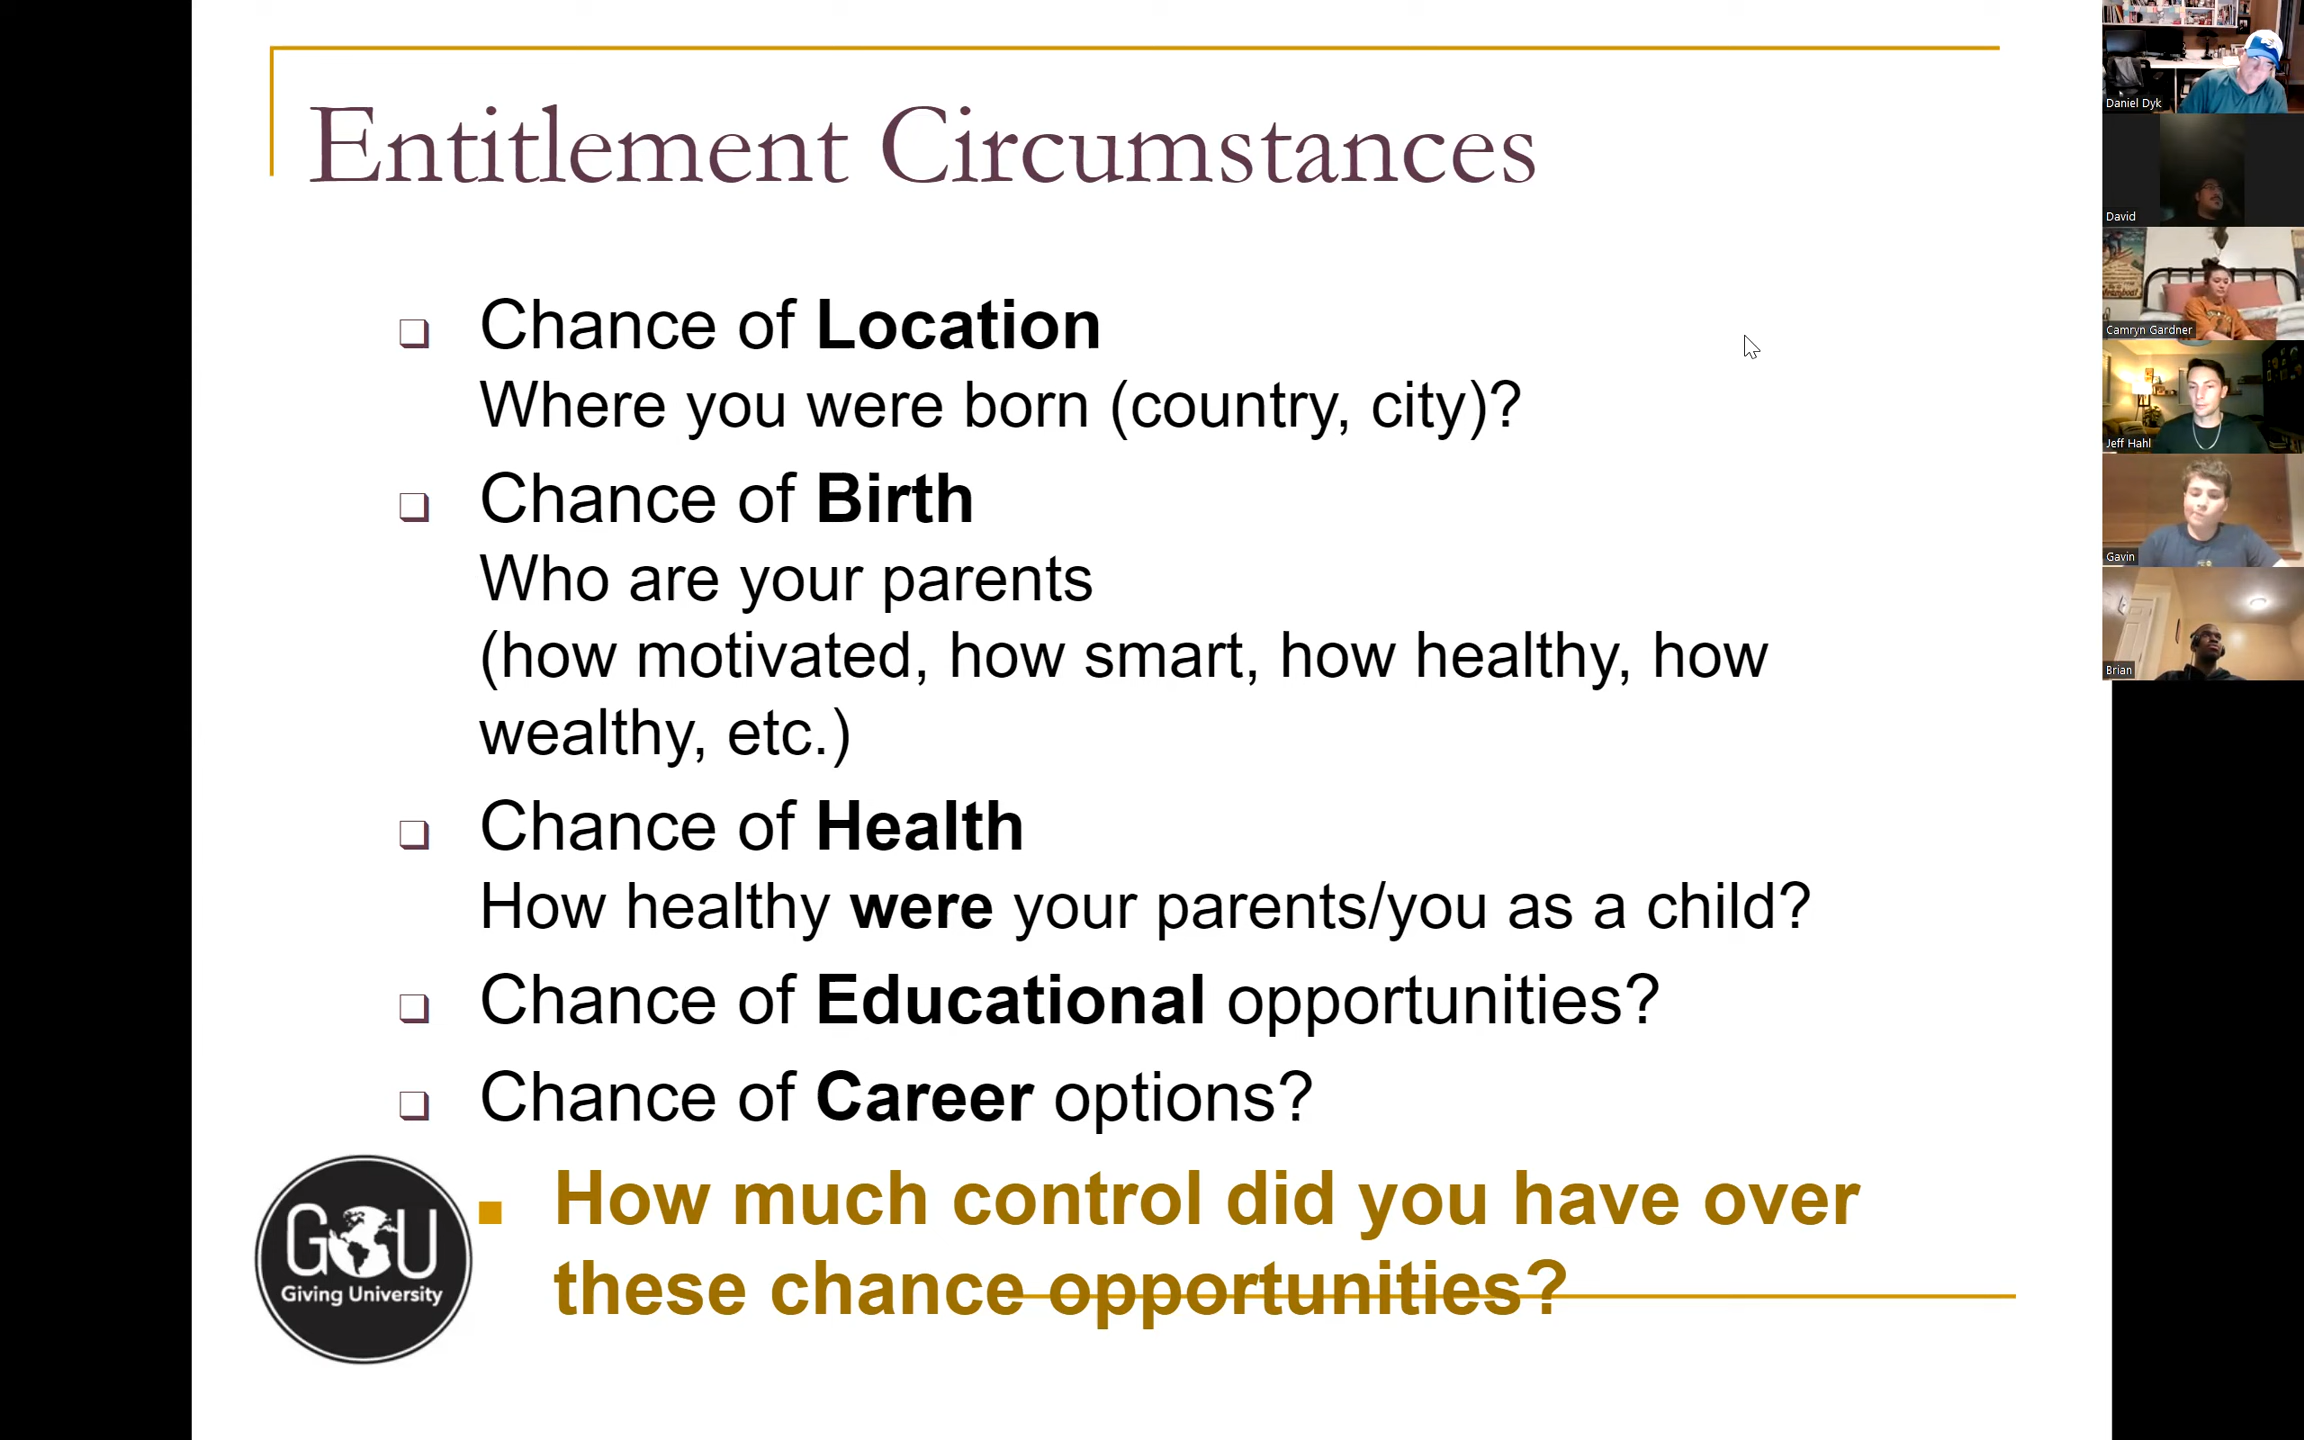 Entitlement Circumstances
Chance of Location
Where you were born (country, city)?
Chance of Birth
Who are your parents
(how motivated, how smart, how healthy, how
wealthy, etc.)
Chance of Health
How healthy were your parents/you as a child?
Chance of Educational opportunities?
Chance of Career options?
How much control did you have over
these chance opportunities?
GU
Giving University
Daniel Dyk
David
Camryn Gardner
Jeff Hahl
Gavin
Brian